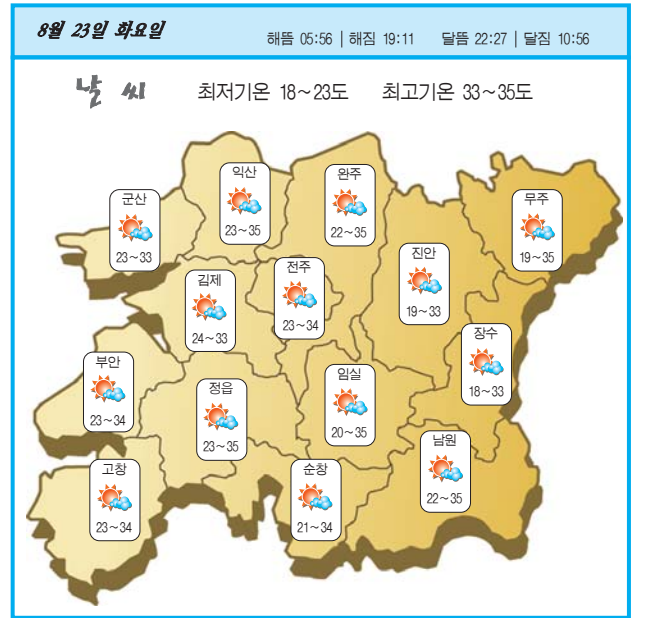 8월 23일 화요일
해뜸 05:56 | 해짐 19:11 달뜸 22:27 | 달짐 10:56
날 씨 최저기온 18~23도 최고기온 33~35도
익산
23~35
완주
22~35
군산
23~33
무주
19~35
진안
19~33
전주
23~34
김제
24~33
장수
18~33
부안
23~34
정읍
23~35
임실
20~35
남원
22~35
고창
23~34
순창
21~34